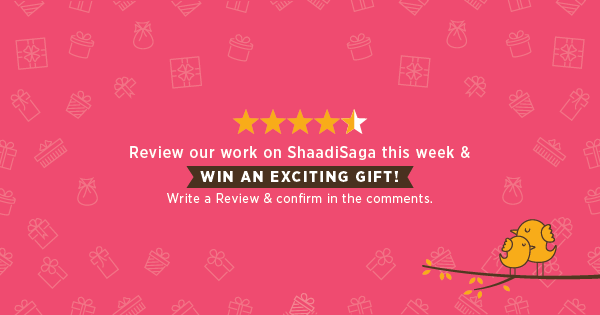 Review our work on ShaadiSaga this week &
WIN AN EXCITING GIFT!
Write a Review & confirm in the comments.